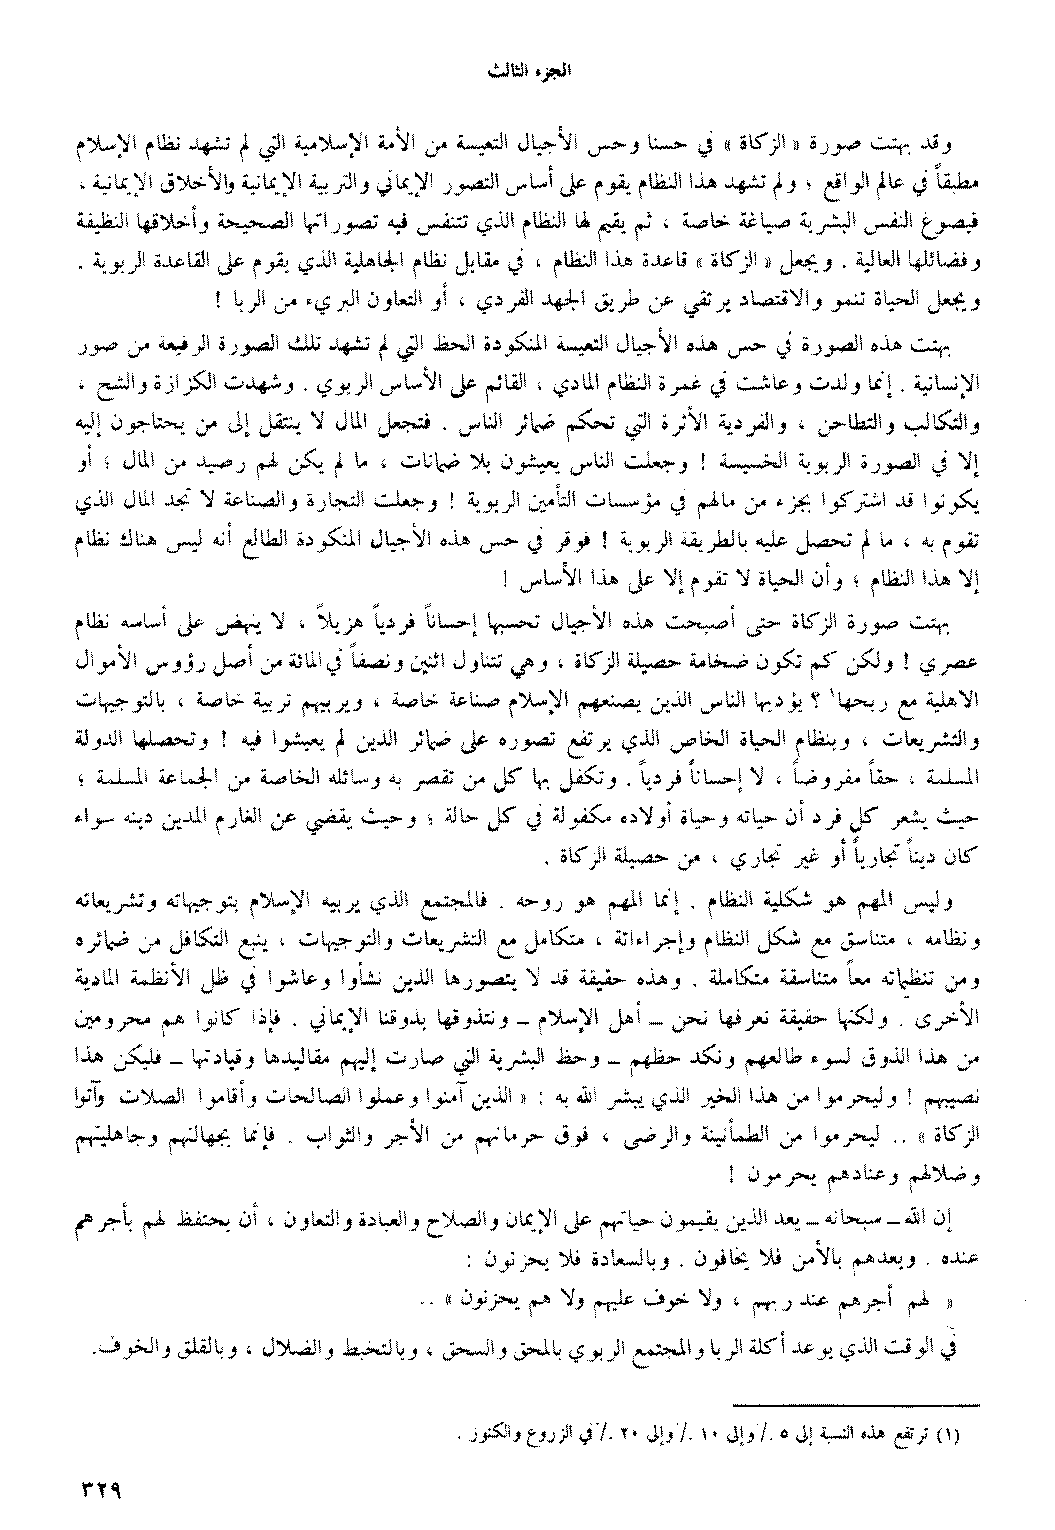 الجزء الثالث
وقد بهتت صورة « الزكاة » في حسنا وحس الأجيال التعيسة من الأمة الإسلامية التي لم تشهد نظام الإسلام
مطبقاً في عالم الواقع ؛ ولم تشهد هذا النظام يقوم على أساس التصور الإيماني والتربية الإيمانية والأخلاق الإيمانية ،
فيصوغ النفس البشرية صياغة خاصة ، ثم يقيم لها النظام الذي تتنفس فيه تصوراتها الصحيحة وأخلاقها النظيفة
وفضائلها العالية . ويجعل « الزكاة » قاعدة هذا النظام ، في مقابل نظام الجاهلية الذي يقوم على القاعدة الربوية .
ويجعل الحياة تنمو والاقتصاد يرتقي عن طريق الجهد الفردي ، أو التعاون البريء من الربا !
بهتت هذه الصورة في حس هذه الأجيال التعيسة المنكودة الحظ التي لم تشهد تلك الصورة الرفيعة من صور
الإنسانية . إنما ولدت وعاشت في غمرة النظام المادي ، القائم على الأساس الربوي . وشهدت الكزازة والشح ،
والتكالب والتطاحن ، والفردية الأثرة التي تحكم ضمائر الناس . فتجعل المال لا ينتقل إلى من يحتاجون إليه
إلا في الصورة الربوية الخسيسة ! وجعلت الناس يعيشون بلا ضمانات ، ما لم يكن لهم رصيد من المال ؛ أو
يكونوا قد اشتركوا بجزء من مالهم في مؤسسات التأمين الربوية ! وجعلت التجارة والصناعة لا تجد المال الذي
تقوم به ، ما لم تحصل عليه بالطريقة الربوية ! فوقر في حس هذه الأجيال المنكودة الطالع أنه ليس هناك نظام
إلا هذا النظام ؛ وأن الحياة لا تقوم إلا على هذا الأساس !
بهتت صورة الزكاة حتى أصبحت هذه الأجيال تحسبها إحساناً فردياً هزيلاً ، لا ينهض على أساسه نظام
عصري ! ولكن كم تكون ضخامة حصيلة الزكاة ، وهي تتناول اثنين ونصفاً في المائة من أصل رؤوس الأموال
الأهلية مع ربحها١ ؟ يؤديها الناس الذين يصنعهم الإسلام صناعة خاصة ، ويربيهم تربية خاصة ، بالتوجيهات
والتشريعات ، وبنظام الحياة الخاص الذي يرتفع تصوره على ضمائر الذين لم يعيشوا فيه ! وتحصلها الدولة
المسلمة ، حقاً مفروضاً ، لا إحساناً فردياً . وتكفل بها كل من تقصر به وسائله الخاصة من الجماعة المسلمة ؛
حيث يشعر كل فرد أن حياته وحياة أولاده مكفولة في كل حالة ؛ وحيث يقضي عن الغارم المدين دينه سواء
كان ديناً تجارياً أو غير تجاري ، من حصيلة الزكاة .
وليس المهم هو شكلية النظام . إنما المهم هو روحه . فالمجتمع الذي يربيه الإسلام بتوجيهاته وتشريعاته
ونظامه ، متناسق مع شكل النظام وإجراءاته ، متكامل مع التشريعات والتوجيهات ، ينبع التكافل من ضمائره
ومن تنظيماته معاً متناسقة متكاملة . وهذه حقيقة قد لا يتصورها الذين نشأوا وعاشوا في ظل الأنظمة المادية
الأخرى . ولكنها حقيقة نعرفها نحن – أهل الإسلام – ونتذوقها بذوقنا الإيماني . فإذا كانوا هم محرومين
من هذا الذوق لسوء طالعهم ونكد حظهم – وحظ البشرية التي صارت إليهم مقاليدها وقيادتها – فليكن هذا
نصيبهم ! وليحرموا من هذا الخير الذي يبشر الله به : « الذين آمنوا وعملوا الصالحات وأقاموا الصلات وآتوا
الزكاة » .. ليحرموا من الطمأنينة والرضى ، فوق حرمانهم من الأجر والثواب . فإنما بجهالتهم وجاهليتهم
وضلالهم وعنادهم يحرمون !
إن الله – سبحانه – يعد الذين يقيمون حياتهم على الإيمان والصلاح والعبادة والتعاون ، أن يحتفظ لهم بأجرهم
عنده . ويعدهم بالأمن فلا يخافون . وبالسعادة فلا يحزنون :
« لهم أجرهم عند ربهم ، ولا خوف عليهم ولا هم يحزنون » ..
في الوقت الذي يوعد أكلة الربا والمجتمع الربوي بالمحق والسحق ، وبالتخبط والضلال ، وبالقلق والخوف.
(١) ترتفع هذه النسبة إلى ٥ ٪ وإلى ١٠ ٪ وإلى ٢٠ ٪ في الزروع والكنوز .
٣٢٩